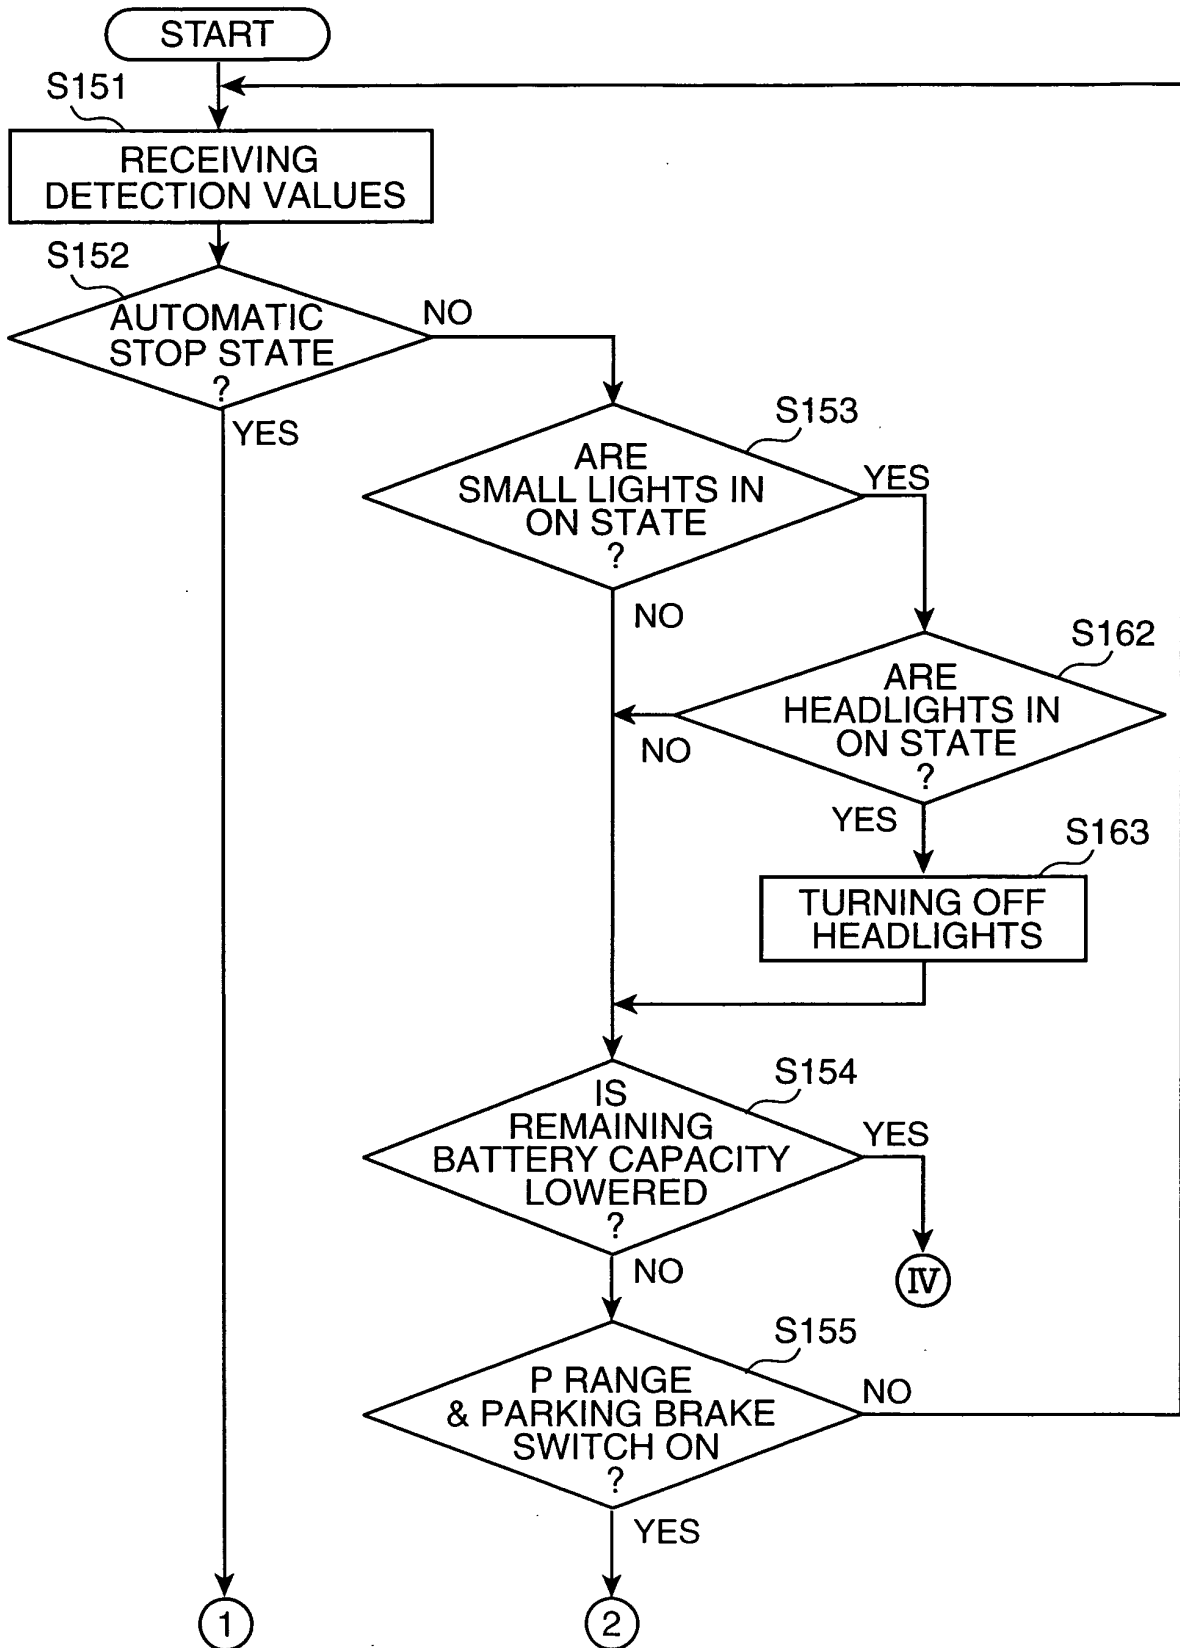 START
S151
RECEIVING
DETECTION VALUES
S152
AUTOMATIC
STOP STATE
?
NO
YES
S153
ARE
SMALL LIGHTS IN
ON STATE
?
YES
NO
S162
ARE
HEADLIGHTS IN
ON STATE
?
NO
YES
S163
TURNING OFF
HEADLIGHTS
S154
IS
REMAINING
BATTERY CAPACITY
LOWERED
?
YES
NO
IV
S155
P RANGE
& PARKING BRAKE
SWITCH ON
?
NO
YES
1
2